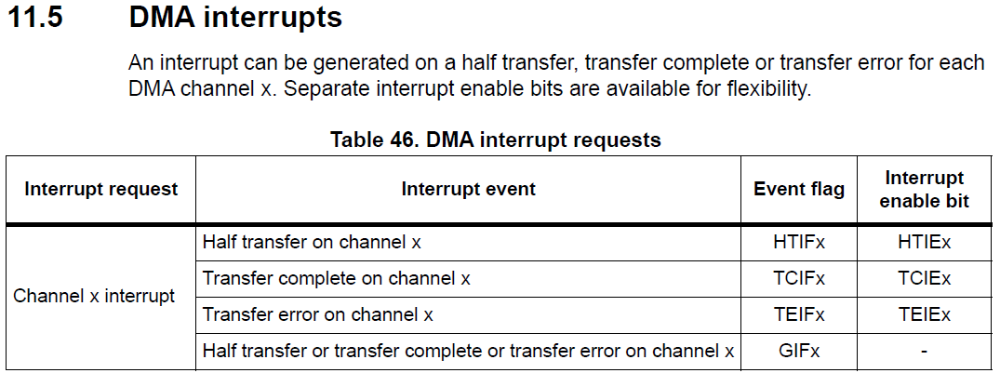 11.5 DMA interrupts
An interrupt can be generated on a half transfer, transfer complete or transfer error for each
DMA channel x. Separate interrupt enable bits are available for flexibility.
Table 46. DMA interrupt requests
Interrupt request Interrupt event Event flag Interrupt enable bit
Channel x interrupt
Half transfer on channel x HTIFx HTIEx
Transfer complete on channel x TCIFx TCIEx
Transfer error on channel x TEIFx TEIEx
Half transfer or transfer complete or transfer error on channel x GIFx -